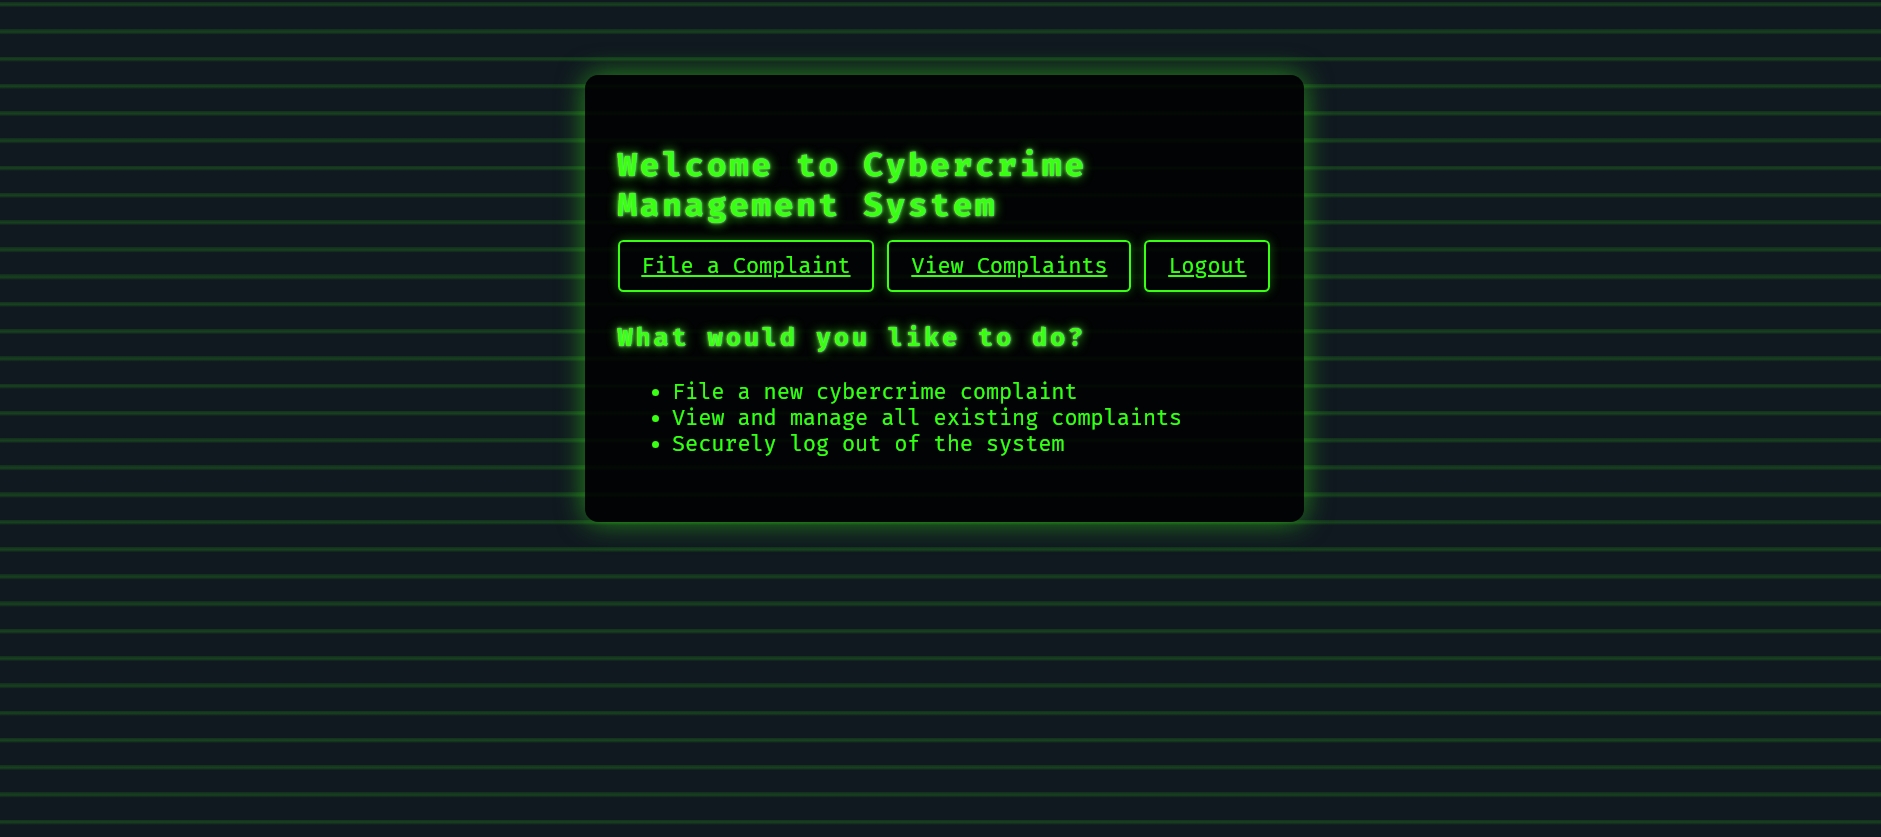 Welcome to Cybercrime
Management System
File a Complaint
View Complaints
Logout
What would you like to do?
File a new cybercrime complaint
View and manage all existing complaints
Securely log out of the system